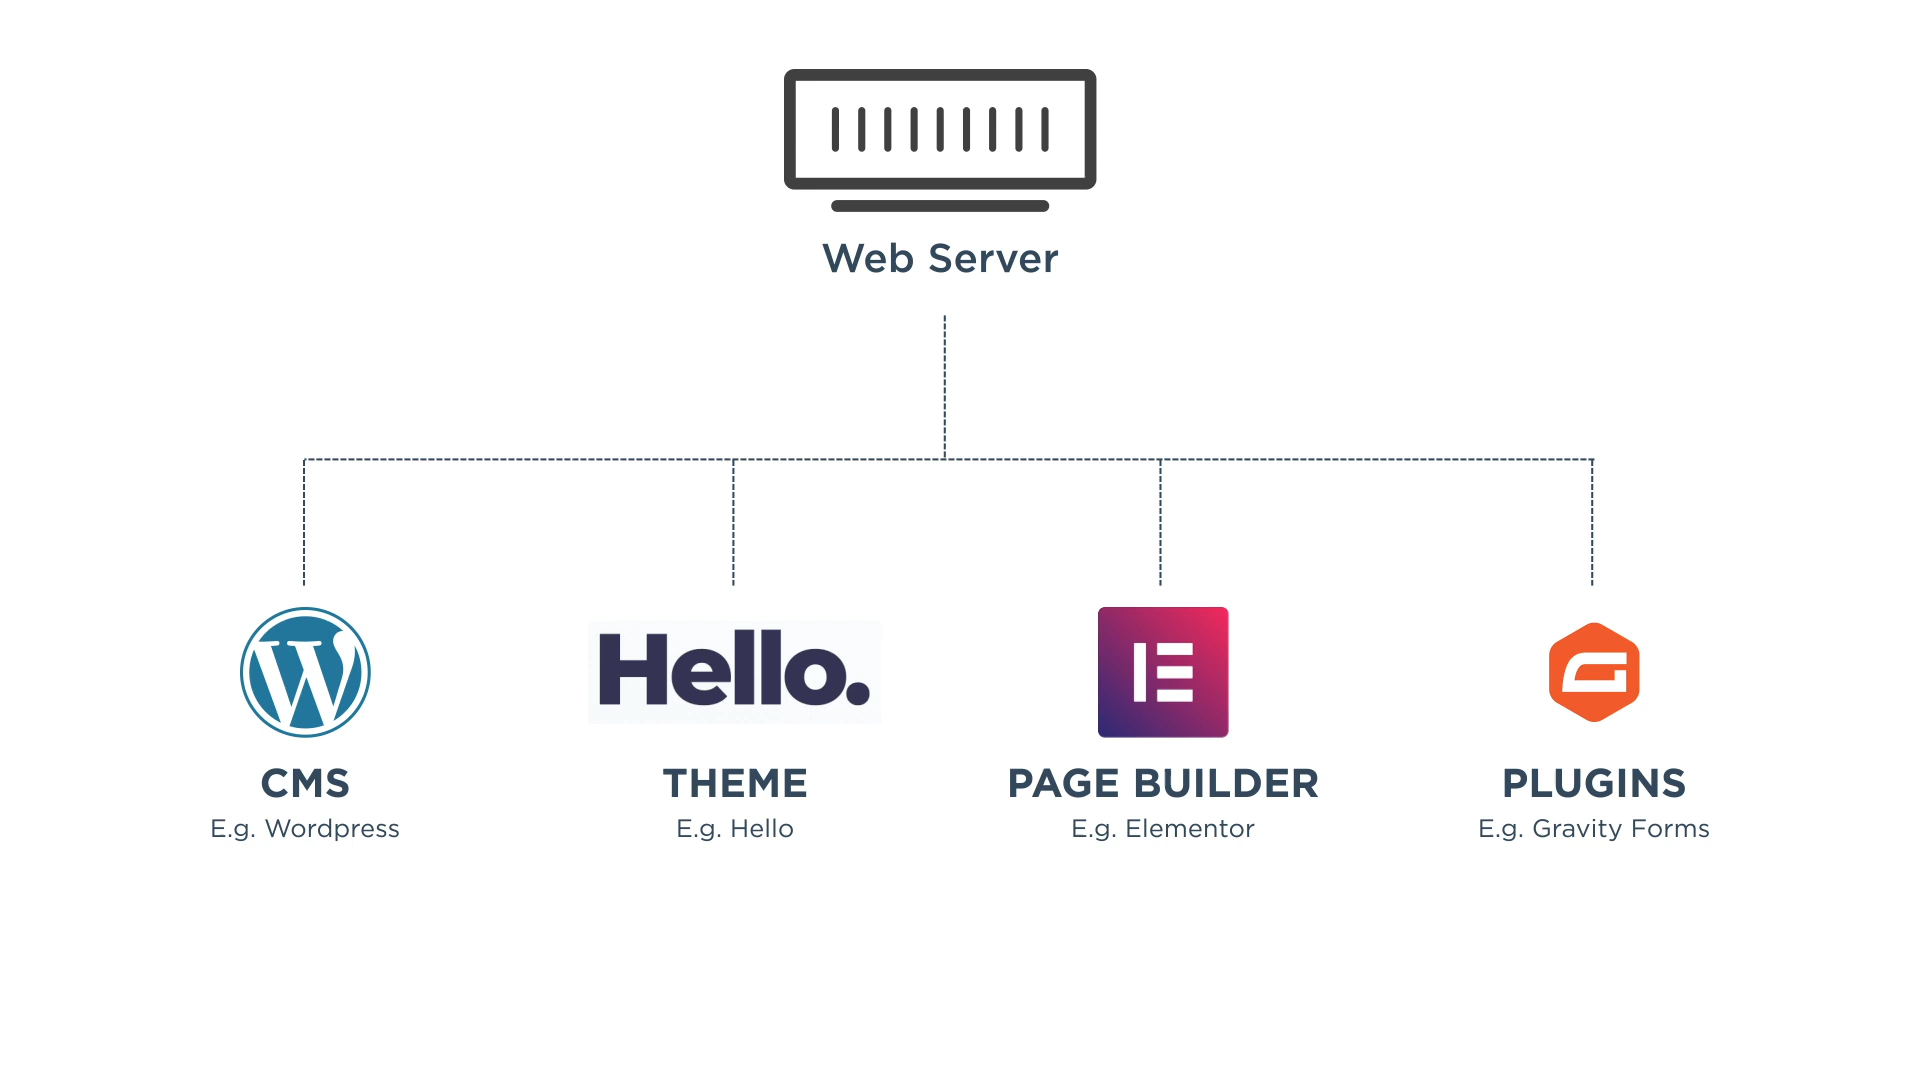 Web Server
Hello.
CMS
E.g. Wordpress
THEME
E.g. Hello
PAGE BUILDER
E.g. Elementor
PLUGINS
E.g. Gravity Forms